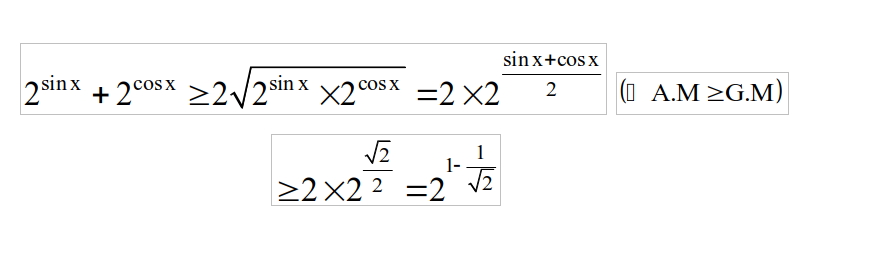 2^{sin x} + 2^{cos x} ≥2√(2^{sin x} ×2^{cos x}) =2 ×2^{(sin x+cos x)/2} (▯ A.M ≥G.M)
≥2 ×2^{√2/2} =2^{1-1/√2}